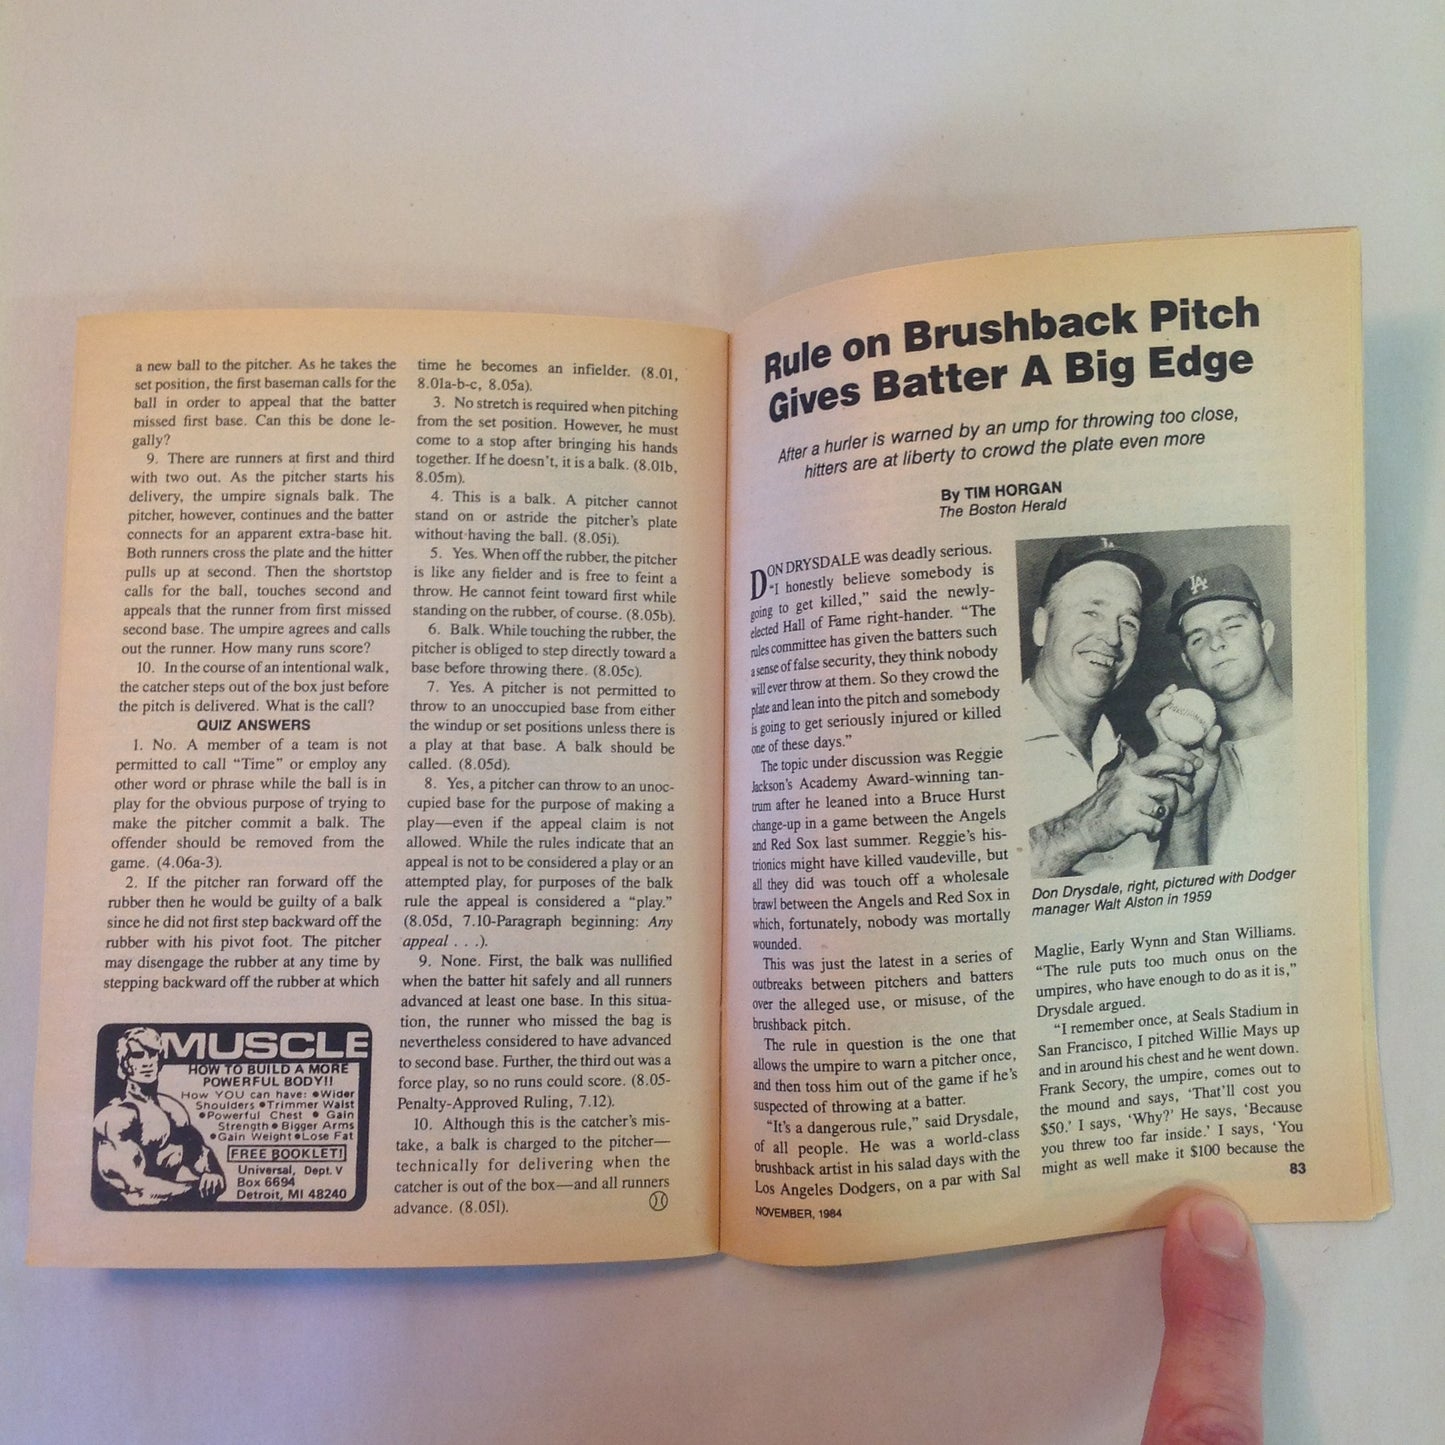 a new ball to the pitcher. As he takes the
set position, the first baseman calls for the
ball in order to appeal that the batter
missed first base. Can this be done le-
gally?
9. There are runners at first and third
with two out. As the pitcher starts his
delivery, the umpire signals balk. The
pitcher, however, continues and the batter
connects for an apparent extra-base hit.
Both runners cross the plate and the hitter
pulls up at second. Then the shortstop
calls for the ball, touches second and
appeals that the runner from first missed
second base. The umpire agrees and calls
out the runner. How many runs score?
10. In the course of an intentional walk,
the catcher steps out of the box just before
the pitch is delivered. What is the call?
QUIZ ANSWERS
1. No. A member of a team is not
permitted to call “Time” or employ any
other word or phrase while the ball is in
play for the obvious purpose of trying to
make the pitcher commit a balk. The
offender should be removed from the
game. (4.06a-3).
2. If the pitcher ran forward off the
rubber then he would be guilty of a balk
since he did not first step backward off the
rubber with his pivot foot. The pitcher
may disengage the rubber at any time by
stepping backward off the rubber at which
MUSCLE
HOW TO BUILD A MORE
POWERFUL BODY!!
How YOU can have: •Wider
Shoulders •Trimmer Waist
•Powerful Chest • Gain
Strength • Bigger Arms
•Gain Weight •Lose Fat
FREE BOOKLET!
Universal, Dept. V
Box 6694
Detroit, MI 48240
time he becomes an infielder. (8.01,
8.01a-b-c, 8.05a).
3. No stretch is required when pitching
from the set position. However, he must
come to a stop after bringing his hands
together. If he doesn't, it is a balk. (8.01b,
8.05m).
4. This is a balk. A pitcher cannot
stand on or astride the pitcher's plate
without having the ball. (8.05i).
5. Yes. When off the rubber, the pitcher
is like any fielder and is free to feint a
throw. He cannot feint toward first while
standing on the rubber, of course. (8.05b).
6. Balk. While touching the rubber, the
pitcher is obliged to step directly toward a
base before throwing there. (8.05c).
7. Yes. A pitcher is not permitted to
throw to an unoccupied base from either
the windup or set positions unless there is
a play at that base. A balk should be
called. (8.05d).
8. Yes, a pitcher can throw to an unoc-
cupied base for the purpose of making a
play—even if the appeal claim is not
allowed. While the rules indicate that an
appeal is not to be considered a play or an
attempted play, for purposes of the balk
rule the appeal is considered a “play.”
(8.05d, 7.10-Paragraph beginning: Any
appeal . . .).
9. None. First, the balk was nullified
when the batter hit safely and all runners
advanced at least one base. In this situa-
tion, the runner who missed the bag is
nevertheless considered to have advanced
to second base. Further, the third out was a
force play, so no runs could score. (8.05-
Penalty-Approved Ruling, 7.12).
10. Although this is the catcher's mis-
take, a balk is charged to the pitcher—
technically for delivering when the
catcher is out of the box—and all runners
advance. (8.05l).
Rule on Brushback Pitch
Gives Batter A Big Edge
After a hurler is warned by an ump for throwing too close,
hitters are at liberty to crowd the plate even more
By TIM HORGAN
The Boston Herald
DON DRYSDALE was deadly serious.
“I honestly believe somebody is
going to get killed,” said the newly-
elected Hall of Fame right-hander. “The
rules committee has given the batters such
a sense of false security, they think nobody
will ever throw at them. So they crowd the
plate and lean into the pitch and somebody
is going to get seriously injured or killed
one of these days.”
The topic under discussion was Reggie
Jackson's Academy Award-winning tan-
trum after he leaned into a Bruce Hurst
change-up in a game between the Angels
and Red Sox last summer. Reggie's his-
trionics might have killed vaudeville, but
all they did was touch off a wholesale
brawl between the Angels and Red Sox in
which, fortunately, nobody was mortally
wounded.
This was just the latest in a series of
outbreaks between pitchers and batters
over the alleged use, or misuse, of the
brushback pitch.
The rule in question is the one that
allows the umpire to warn a pitcher once,
and then toss him out of the game if he's
suspected of throwing at a batter.
“It's a dangerous rule,” said Drysdale,
of all people. He was a world-class
brushback artist in his salad days with the
Los Angeles Dodgers, on a par with Sal
LA
Don Drysdale, right, pictured with Dodger
manager Walt Alston in 1959
Maglie, Early Wynn and Stan Williams.
“The rule puts too much onus on the
umpires, who have enough to do as it is,”
Drysdale argued.
“I remember once, at Seals Stadium in
San Francisco, I pitched Willie Mays up
and in around his chest and he went down.
Frank Secory, the umpire, comes out to
the mound and says, ‘That'll cost you
$50.’ I says, ‘Why?’ He says, ‘Because
you threw too far inside.’ I says, ‘You
might as well make it $100 because the
NOVEMBER, 1984
83